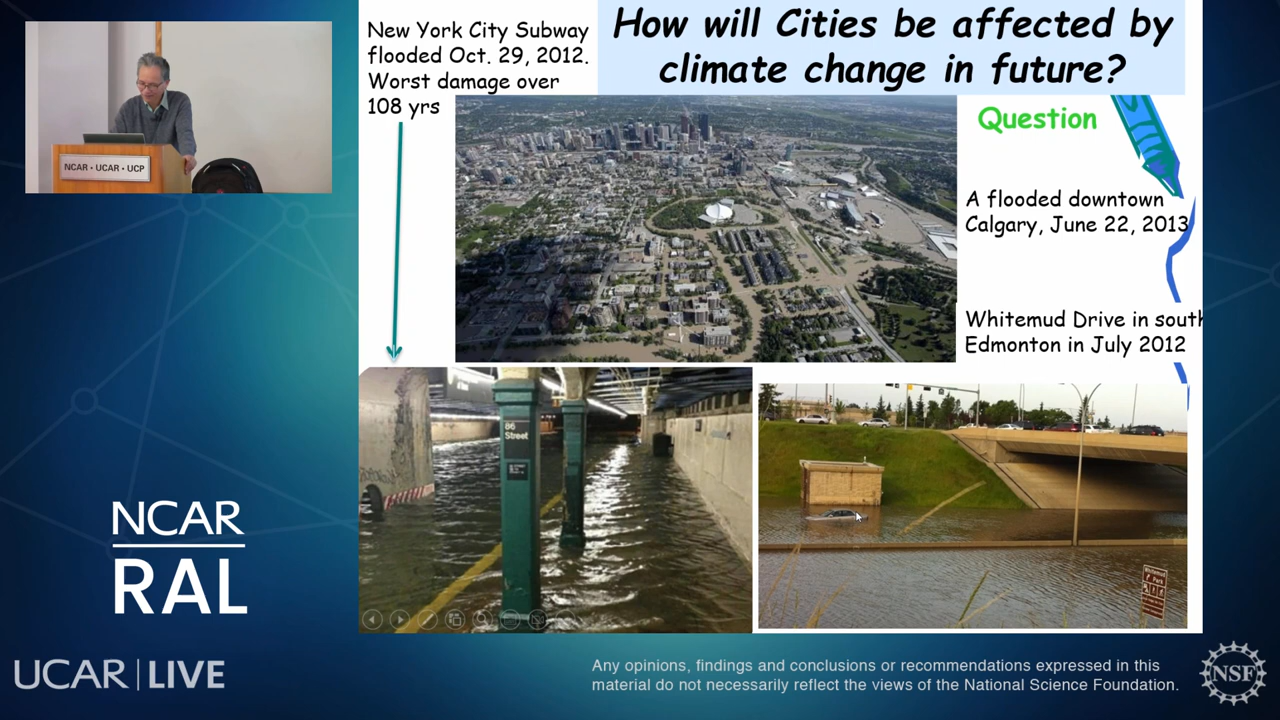 New York City Subway
flooded Oct. 29, 2012.
Worst damage over
108 yrs
How will Cities be affected by
climate change in future?
Question
A flooded downtown
Calgary, June 22, 2013
Whitemud Drive in south
Edmonton in July 2012
NCAR • UCAR • UCP
86
Street
NCAR
RAL
UCAR | LIVE
Any opinions, findings and conclusions or recommendations expressed in this
material do not necessarily reflect the views of the National Science Foundation.
NSF